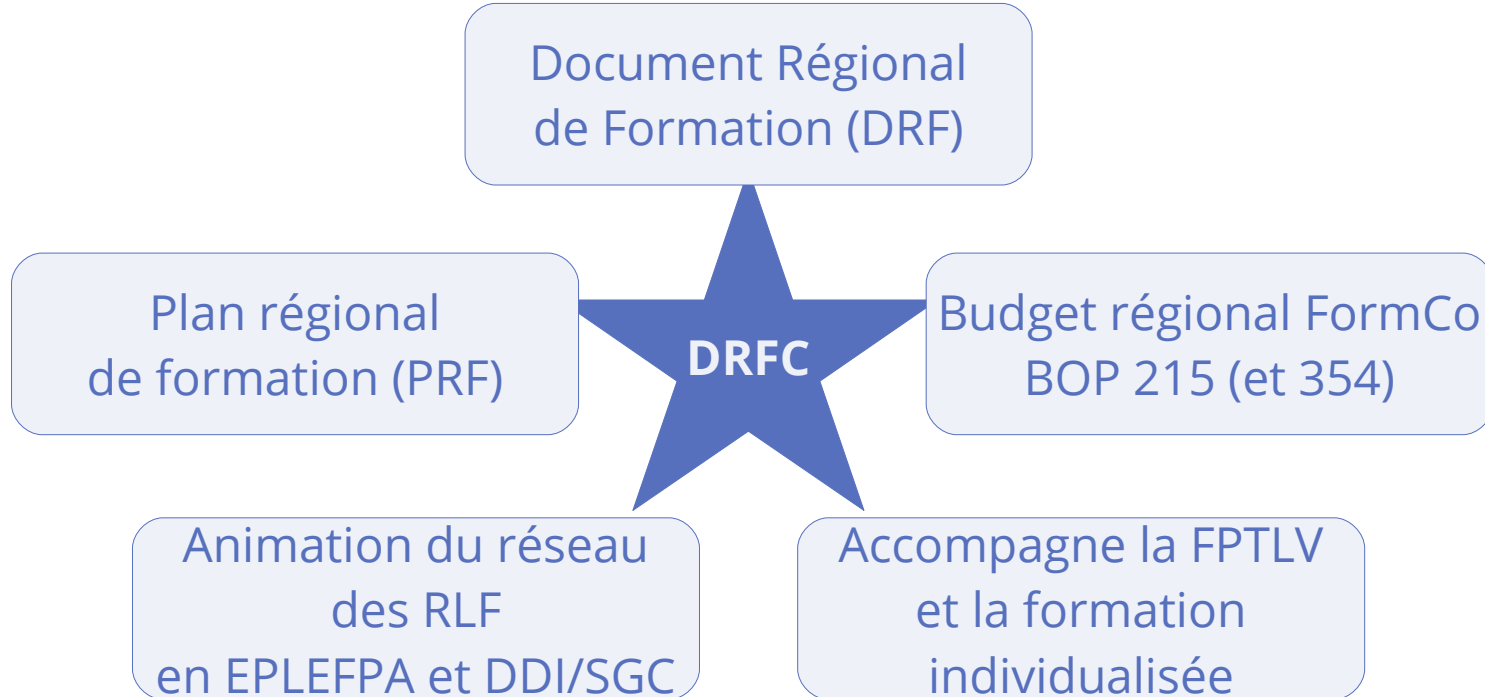 Document Régional
de Formation (DRF)
Plan régional
de formation (PRF)
DRFC
Budget régional FormCo
BOP 215 (et 354)
Animation du réseau
des RLF
en EPLEFPA et DDI/SGC
Accompagne la FPTLV
et la formation
individualisée